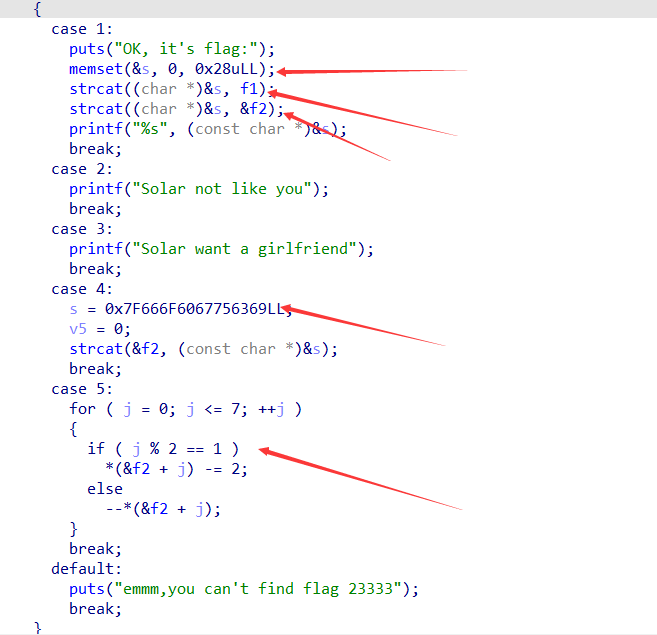 {
case 1:
puts("OK, it's flag:");
memset(&s, 0, 0x28uLL);
strcat((char *)&s, f1);
strcat((char *)&s, &f2);
printf("%s", (const char *)&s);
break;
case 2:
printf("Solar not like you");
break;
case 3:
printf("Solar want a girlfriend");
break;
case 4:
s = 0x7F666F6067756369LL;
v5 = 0;
strcat(&f2, (const char *)&s);
break;
case 5:
for ( j = 0; j <= 7; ++j )
{
if ( j % 2 == 1 )
*(&f2 + j) -= 2;
else
--*(&f2 + j);
}
break;
default:
puts("emmm,you can't find flag 23333");
break;
}